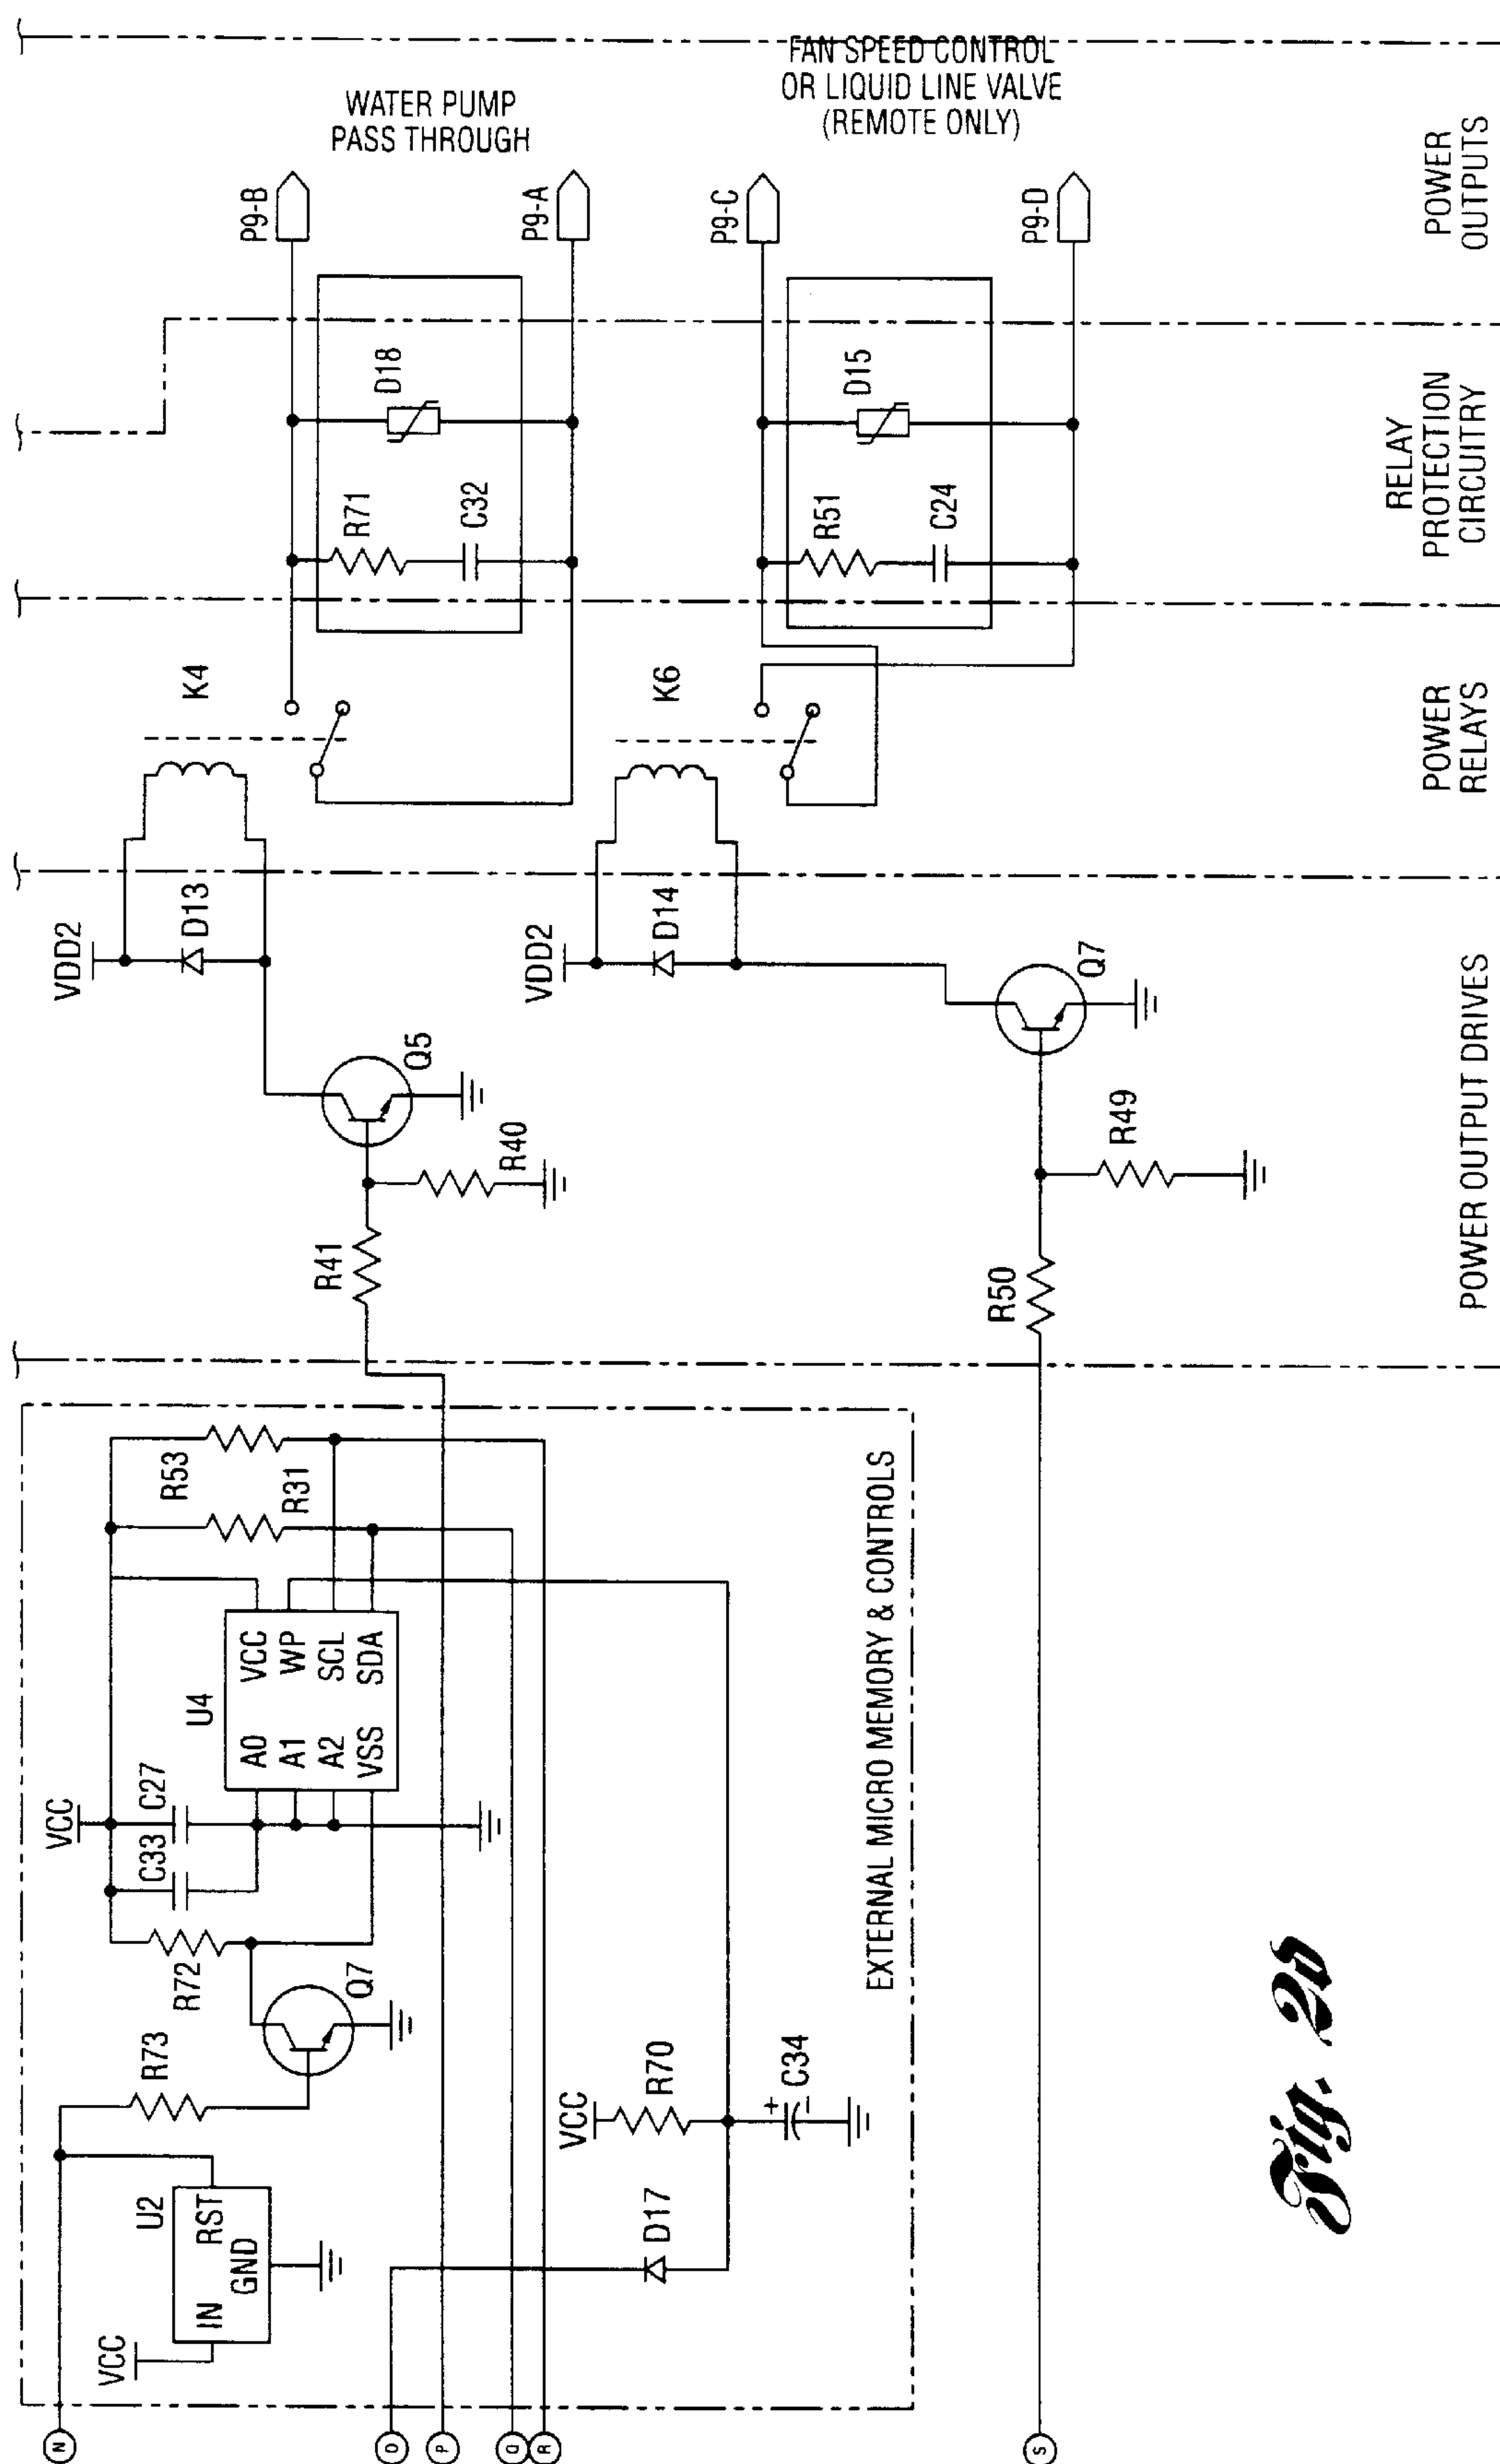 N
VCC
U2
IN
RST
GND
R73
Q7
R72
VCC
C33
C27
U4
A0
A1
A2
VSS
VCC
WP
SCL
SDA
R53
R31
O
P
Q
R
D17
VCC
R70
+
C34
EXTERNAL MICRO MEMORY & CONTROLS
R41
R40
Q5
VDD2
D13
K4
R71
C32
D18
P9-B
P9-A
WATER PUMP
PASS THROUGH
S
R50
R49
Q7
VDD2
D14
K6
R51
C24
D15
P9-C
P9-D
FAN SPEED CONTROL
OR LIQUID LINE VALVE
(REMOTE ONLY)
POWER OUTPUT DRIVES
POWER
RELAYS
RELAY
PROTECTION
CIRCUITRY
POWER
OUTPUTS